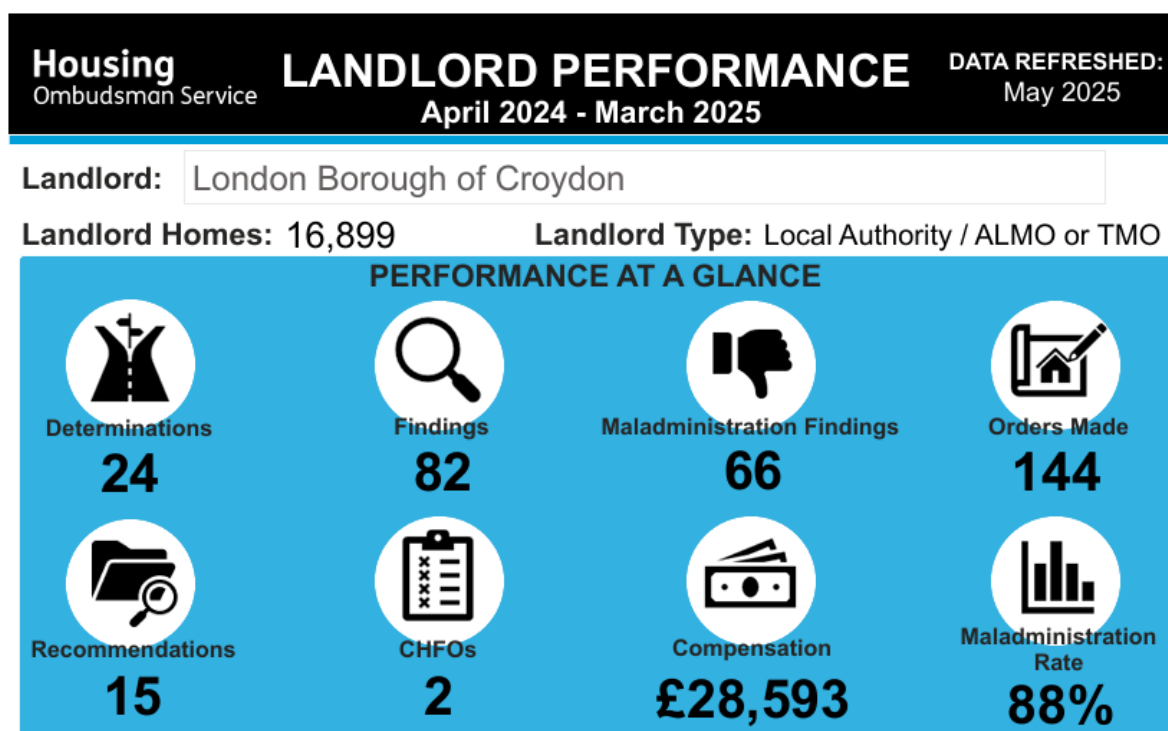 Housing
Ombudsman Service
LANDLORD PERFORMANCE
April 2024 - March 2025
DATA REFRESHED:
May 2025
Landlord: London Borough of Croydon
Landlord Homes: 16,899 Landlord Type: Local Authority / ALMO or TMO
PERFORMANCE AT A GLANCE
Determinations Findings Maladministration Findings Orders Made
24 82 66 144
Recommendations CHFOs Compensation Maladministration
Rate
15 2 £28,593 88%